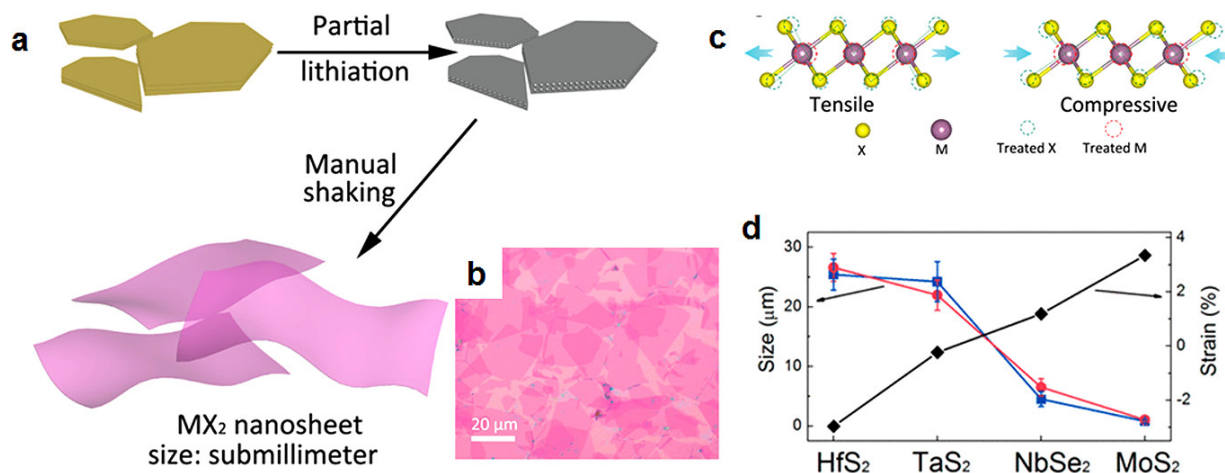 a
Partial
lithiation
Manual
shaking
MX₂ nanosheet
size: submillimeter
b
20 μm
c
Tensile
Compressive
X
M
Treated X
Treated M
d
Size (μm)
30
20
10
0
Strain (%)
4
2
0
-2
HfS₂
TaS₂
NbSe₂
MoS₂